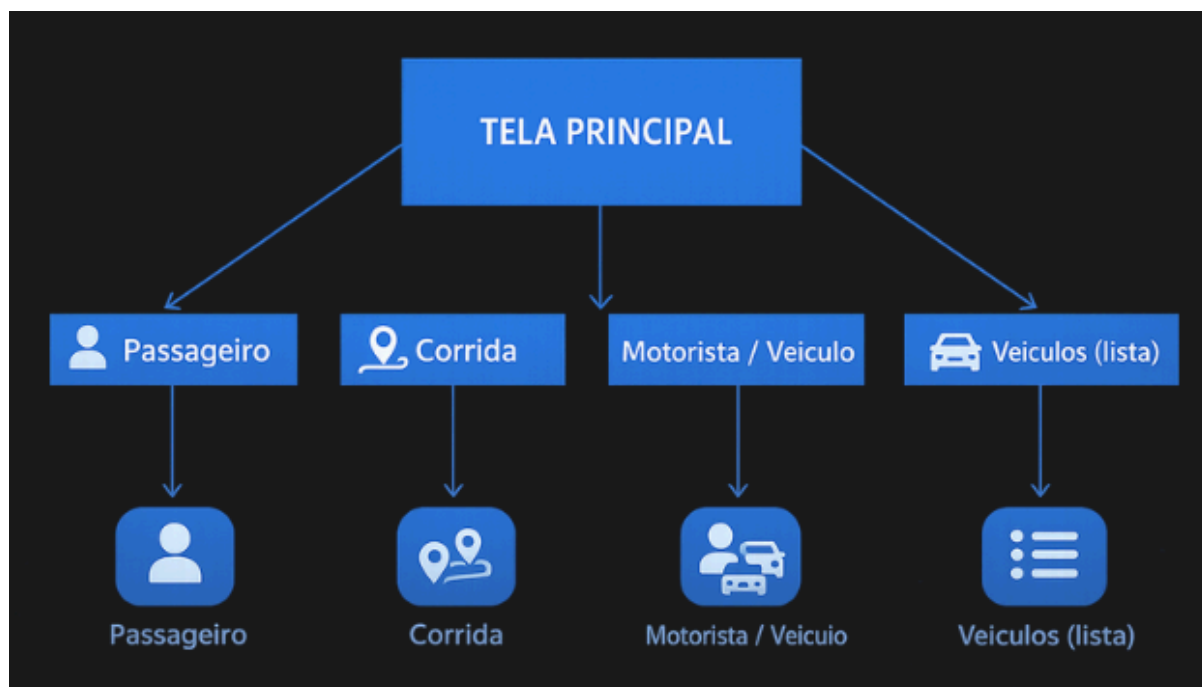 TELA PRINCIPAL
Passageiro
Corrida
Motorista / Veiculo
Veiculos (lista)
Passageiro
Corrida
Motorista / Veicuio
Veiculos (lista)